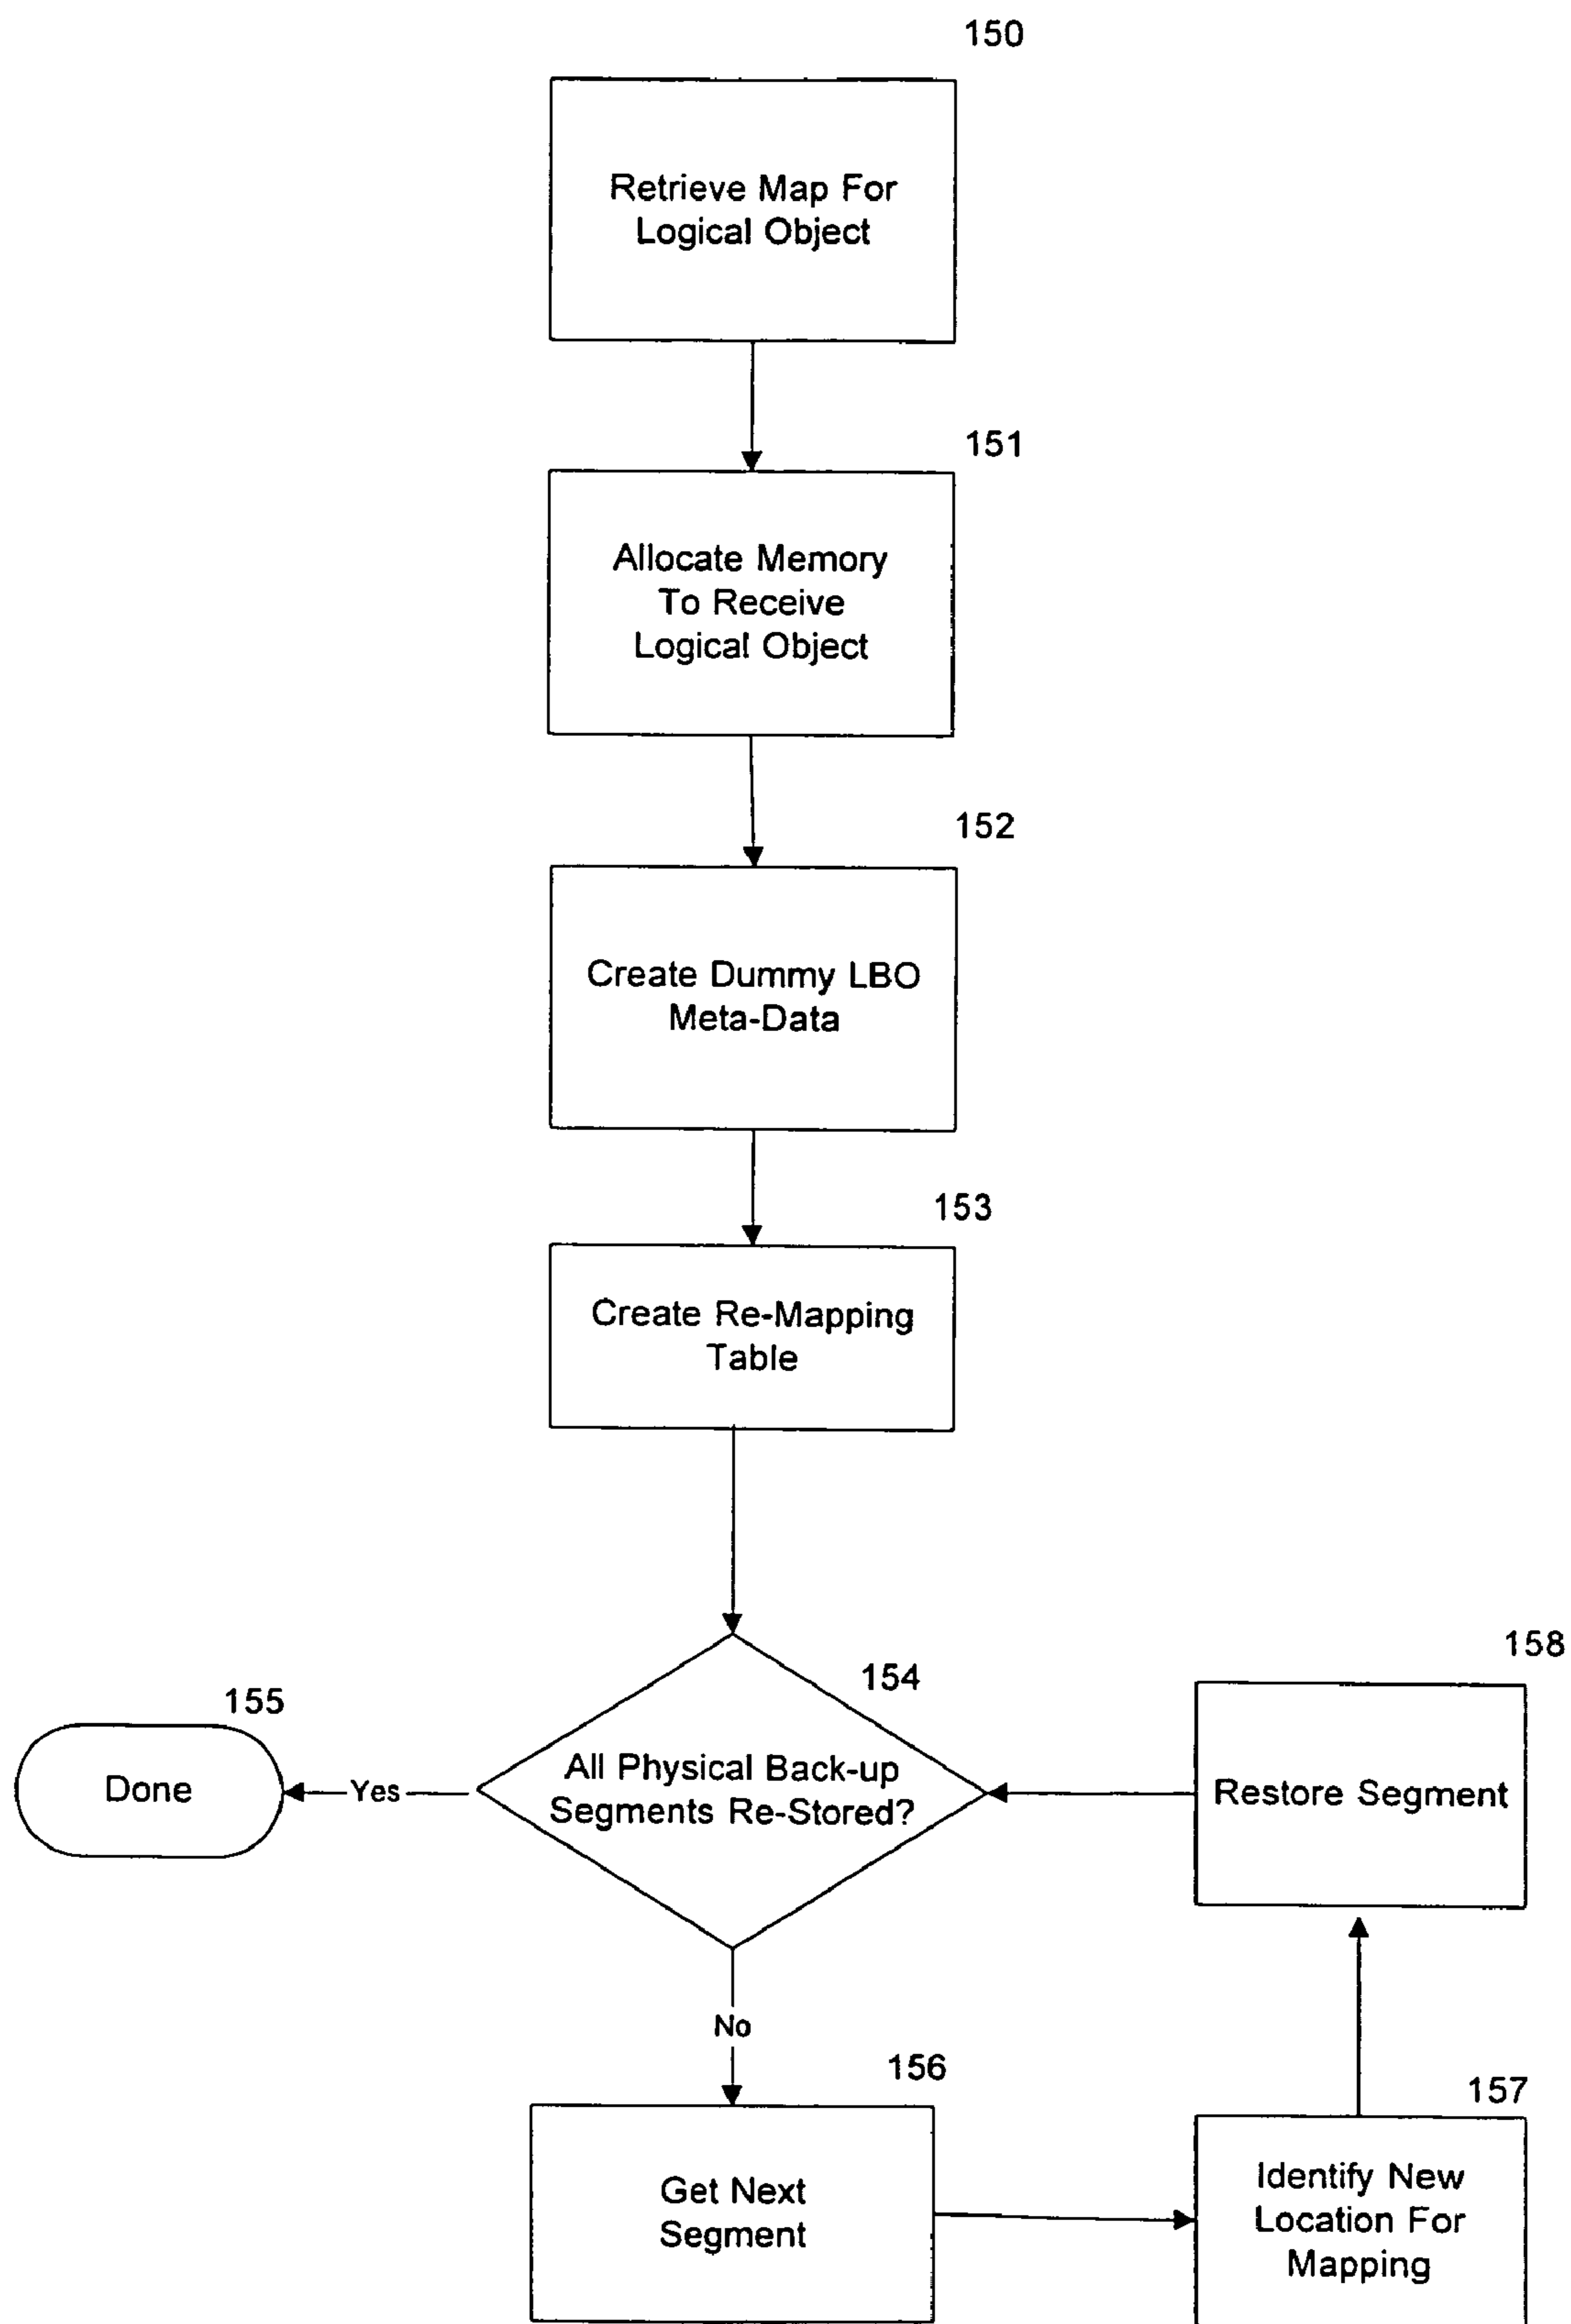 150
Retrieve Map For
Logical Object
151
Allocate Memory
To Receive
Logical Object
152
Create Dummy LBO
Meta-Data
153
Create Re-Mapping
Table
154
All Physical Back-up
Segments Re-Stored?
155
Done
Yes
158
Restore Segment
No
156
Get Next
Segment
157
Identify New
Location For
Mapping